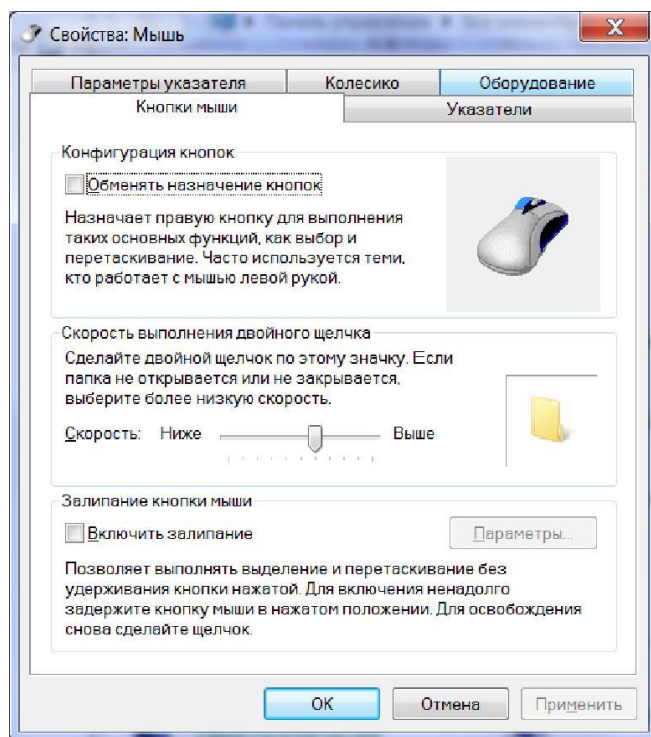 Свойства: Мышь
Параметры указателя Колесико Оборудование
Кнопки мыши Указатели
Конфигурация кнопок
Обменять назначение кнопок
Назначает правую кнопку для выполнения
таких основных функций, как выбор и
перетаскивание. Часто используется теми,
кто работает с мышью левой рукой.
Скорость выполнения двойного щелчка
Сделайте двойной щелчок по этому значку. Если
папка не открывается или не закрывается,
выберите более низкую скорость.
Скорость: Ниже Выше
Залипание кнопки мыши
Включить залипание Параметры...
Позволяет выполнять выделение и перетаскивание без
удерживания кнопки нажатой. Для включения ненадолго
задержите кнопку мыши в нажатом положении. Для освобождения
снова сделайте щелчок.
ОК Отмена Применить